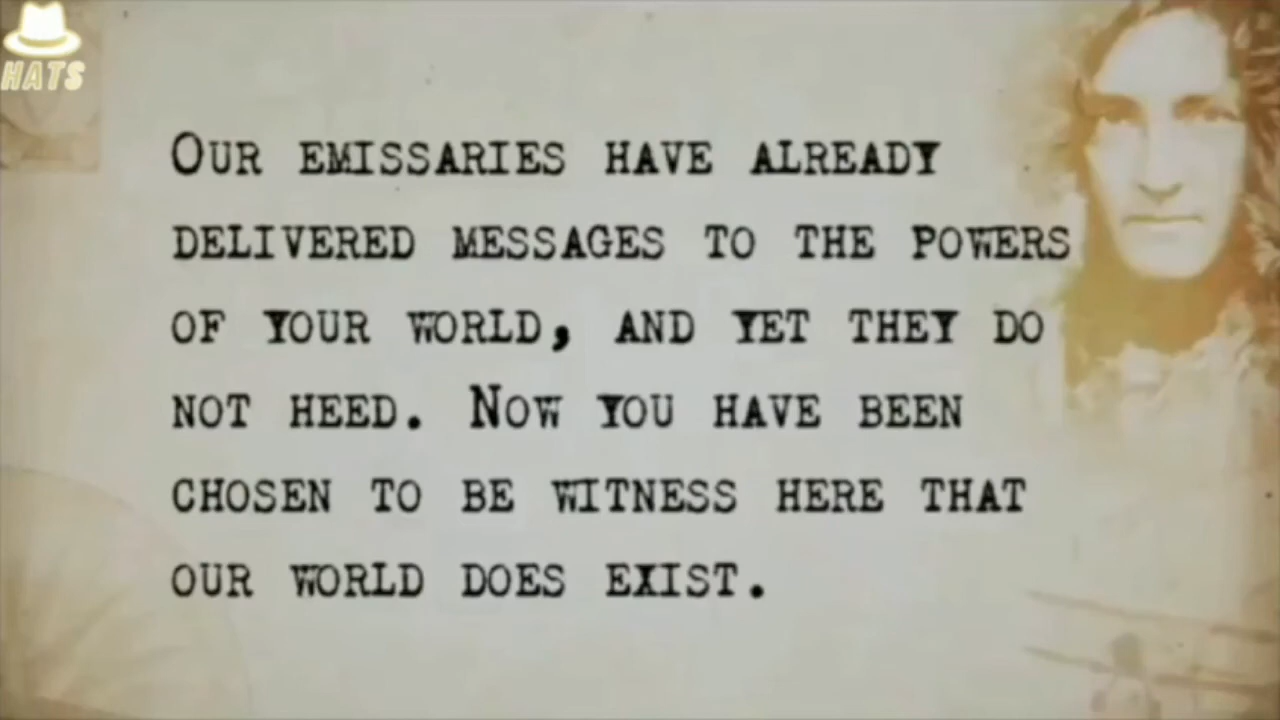 HATS
Our emissaries have already
delivered messages to the powers
of your world, and yet they do
not heed. Now you have been
chosen to be witness here that
our world does exist.